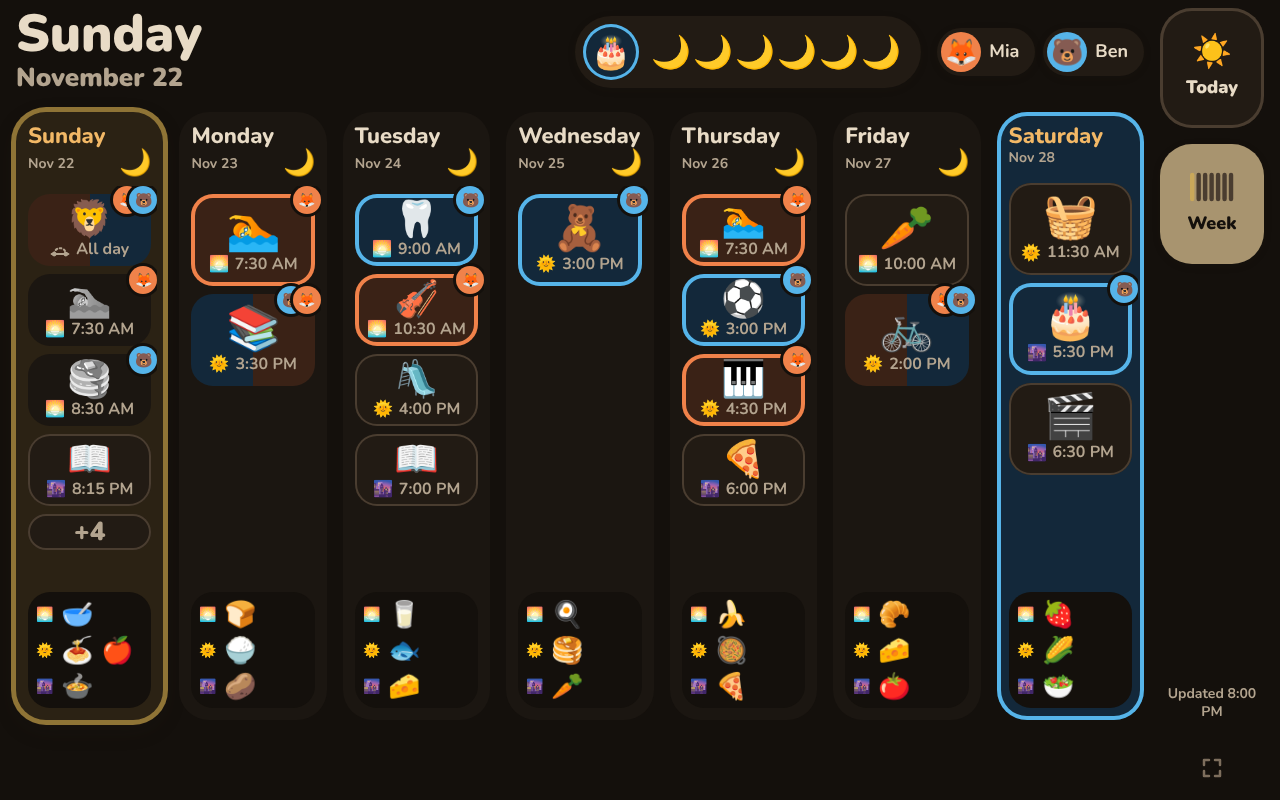 Sunday
November 22
Mia
Ben
Today
Week
Sunday
Nov 22
All day
7:30 AM
8:30 AM
8:15 PM
+4
Monday
Nov 23
7:30 AM
3:30 PM
Tuesday
Nov 24
9:00 AM
10:30 AM
4:00 PM
7:00 PM
Wednesday
Nov 25
3:00 PM
Thursday
Nov 26
7:30 AM
3:00 PM
4:30 PM
6:00 PM
Friday
Nov 27
10:00 AM
2:00 PM
Saturday
Nov 28
11:30 AM
5:30 PM
6:30 PM
Updated 8:00
PM